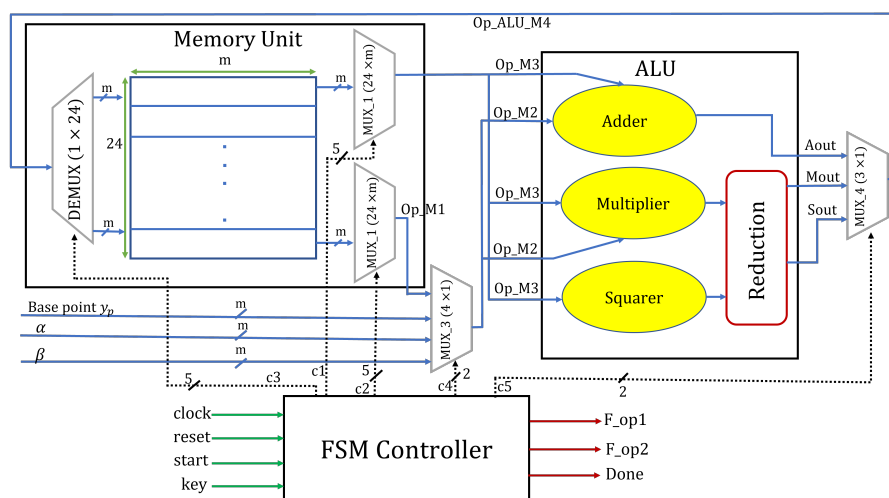 Op_ALU_M4
Memory Unit
m
m
m
MUX_1 (24 ×m)
Op_M3
ALU
DEMUX (1 × 24)
24
5
Op_M2
Adder
Aout
MUX_4 (3 ×1)
Mout
Op_M3
Multiplier
Sout
m
m
MUX_1 (24 ×m)
Op_M1
Op_M2
Reduction
Op_M3
Squarer
Base point yₚ
m
α
m
β
m
MUX_3 (4 ×1)
5
c3
c1
5
c2
2
c4
c5
2
clock
reset
start
key
FSM Controller
F_op1
F_op2
Done